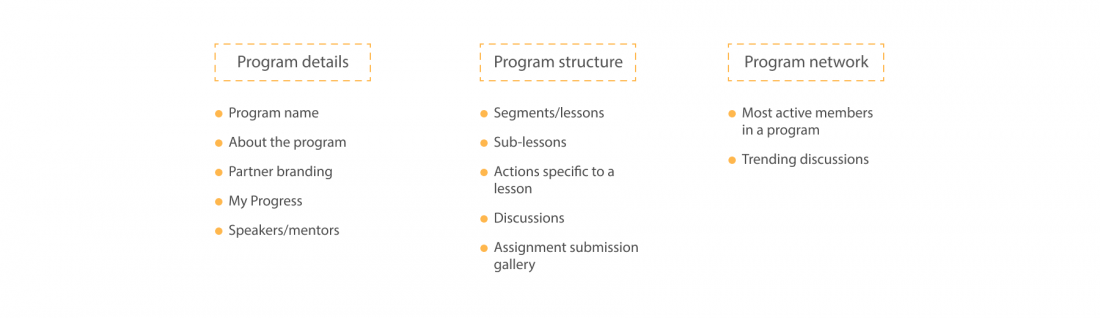 Program details
Program name
About the program
Partner branding
My Progress
Speakers/mentors
Program structure
Segments/lessons
Sub-lessons
Actions specific to a
lesson
Discussions
Assignment submission
gallery
Program network
Most active members
in a program
Trending discussions